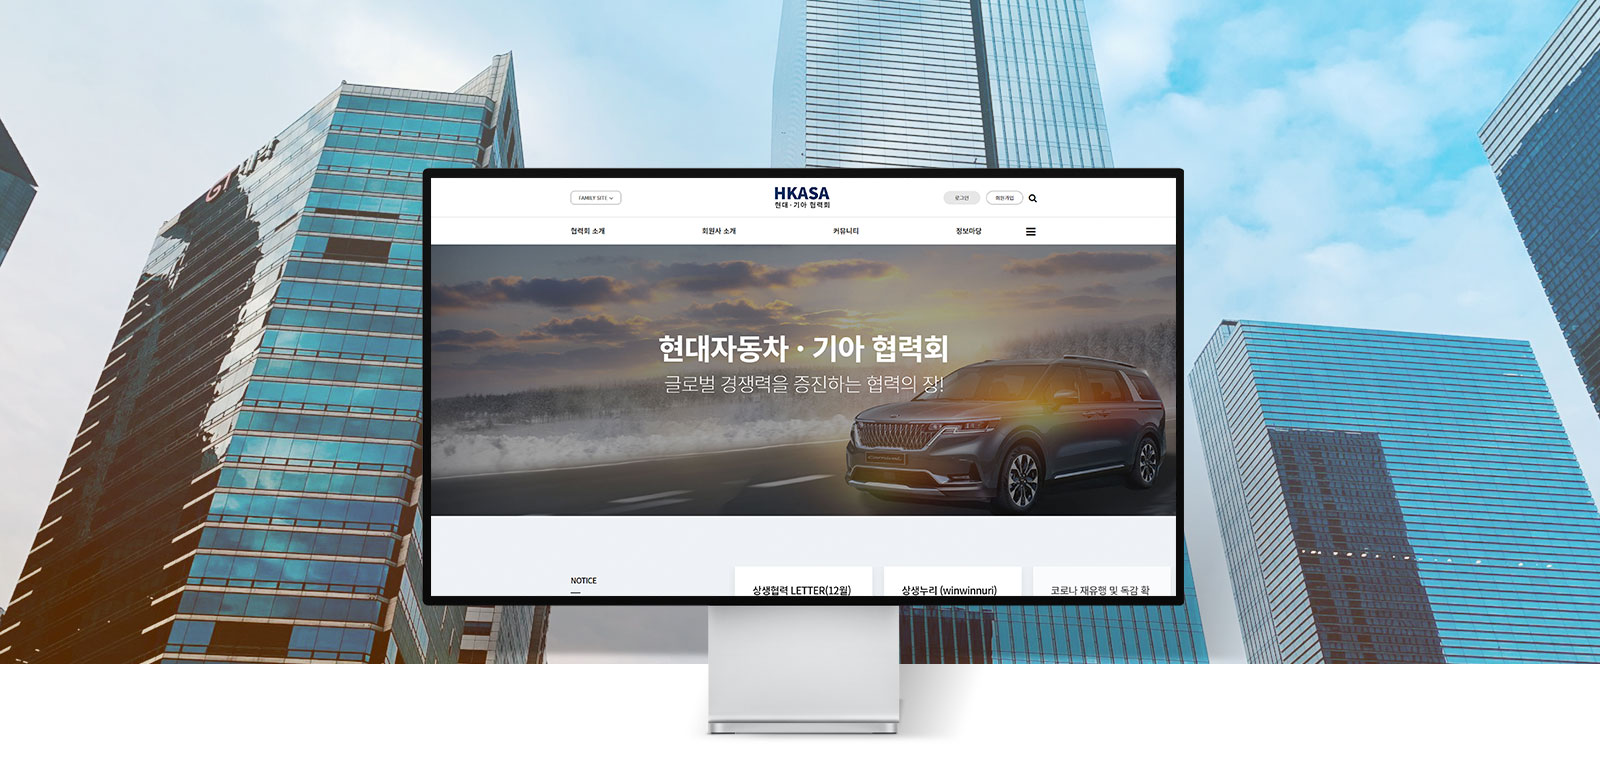 FAMILY SITE
HKASA
현대·기아 협력회
로그인
회원가입
협력회 소개
회원사 소개
커뮤니티
정보마당
현대자동차·기아 협력회
글로벌 경쟁력을 증진하는 협력의 장!
NOTICE
상생협력 LETTER(12월)
상생누리 (winwinnuri)
코로나 재유행 및 독감 확